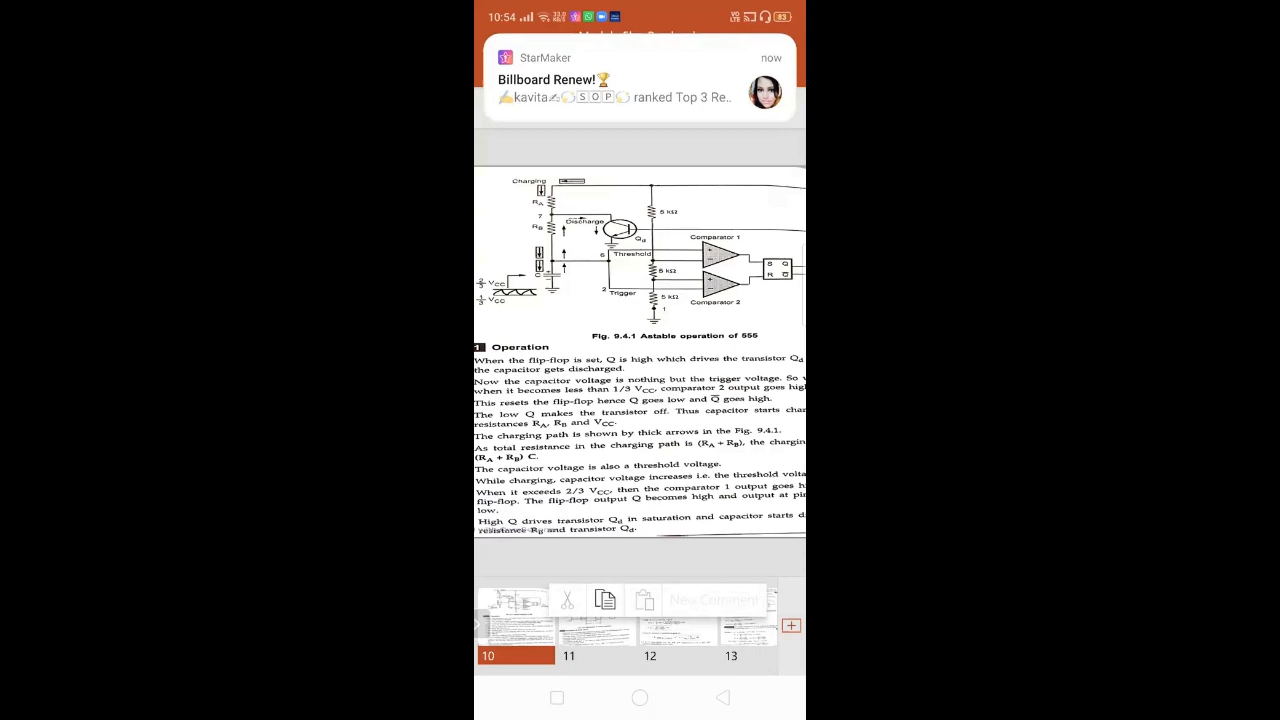 10:54 VO LTE 83
StarMaker now
Billboard Renew!🏆
✍kavita✍💫🅂🄾🄿💫 ranked Top 3 Re..
Charging
RA
7
5 kΩ
Discharge
RB
Qd
Comparator 1
6 Threshold
+
−
S Q
R Q̅
5 kΩ
C
+
−
2/3 VCC
1/3 VCC
2
Trigger
5 kΩ
Comparator 2
1
Fig. 9.4.1 Astable operation of 555
1 Operation
When the flip-flop is set, Q is high which drives the transistor Qd
the capacitor gets discharged.
Now the capacitor voltage is nothing but the trigger voltage. So
when it becomes less than 1/3 VCC, comparator 2 output goes
This resets the flip-flop hence Q goes low and Q̅ goes high.
The low Q makes the transistor off. Thus capacitor starts
resistances RA, RB and VCC.
The charging path is shown by thick arrows in the Fig. 9.4.1.
As total resistance in the charging path is (RA + RB), the
(RA + RB) C.
The capacitor voltage is also a threshold voltage.
While charging, capacitor voltage increases i.e. the threshold
When it exceeds 2/3 VCC, then the comparator 1 output goes
flip-flop. The flip-flop output Q becomes high and output at
low.
High Q drives transistor Qd in saturation and capacitor starts
resistance RB and transistor Qd.
New Comment
10 11 12 13